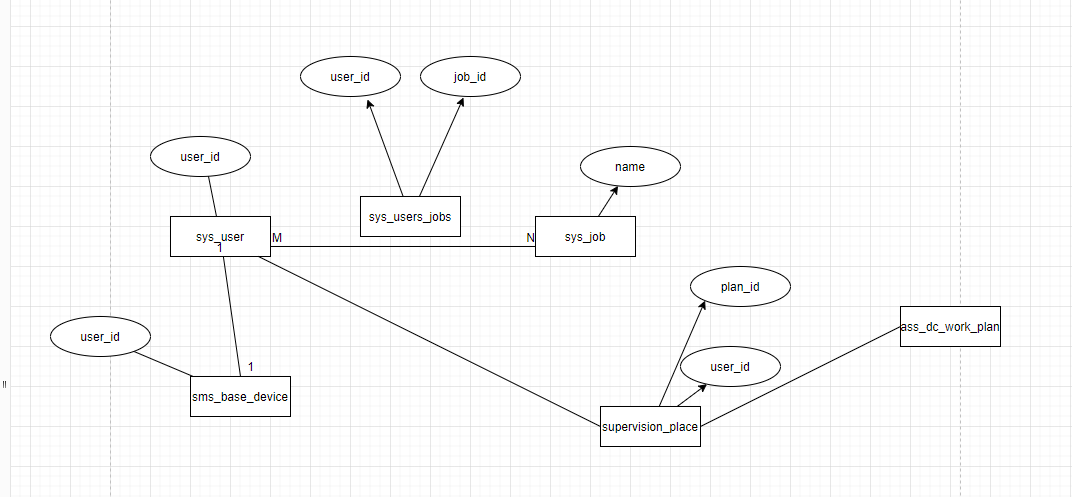 user_id
job_id
user_id
name
sys_users_jobs
sys_user
M
N
sys_job
1
plan_id
ass_dc_work_plan
user_id
1
user_id
sms_base_device
supervision_place